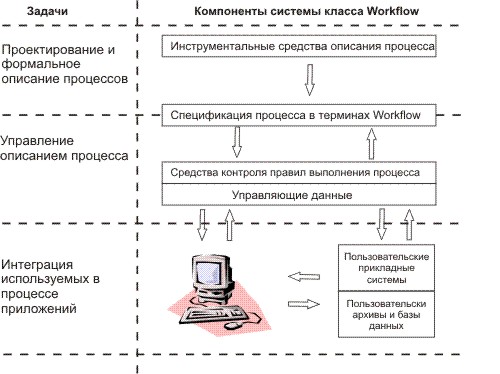 Задачи
Компоненты системы класса Workflow
Проектирование и
формальное
описание процессов
Инструментальные средства описания процесса
Спецификация процесса в терминах Workflow
Управление
описанием процесса
Средства контроля правил выполнения процесса
Управляющие данные
Интеграция
используемых в
процессе
приложений
Пользовательские
прикладные
системы
Пользовательски
архивы и базы
данных